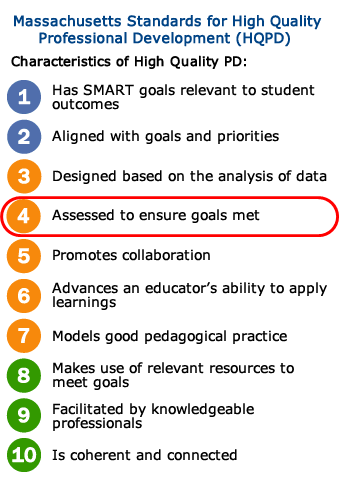 Massachusetts Standards for High Quality
Professional Development (HQPD)
Characteristics of High Quality PD:
1 Has SMART goals relevant to student
outcomes
2 Aligned with goals and priorities
3 Designed based on the analysis of data
4 Assessed to ensure goals met
5 Promotes collaboration
6 Advances an educator’s ability to apply
learnings
7 Models good pedagogical practice
8 Makes use of relevant resources to
meet goals
9 Facilitated by knowledgeable
professionals
10 Is coherent and connected